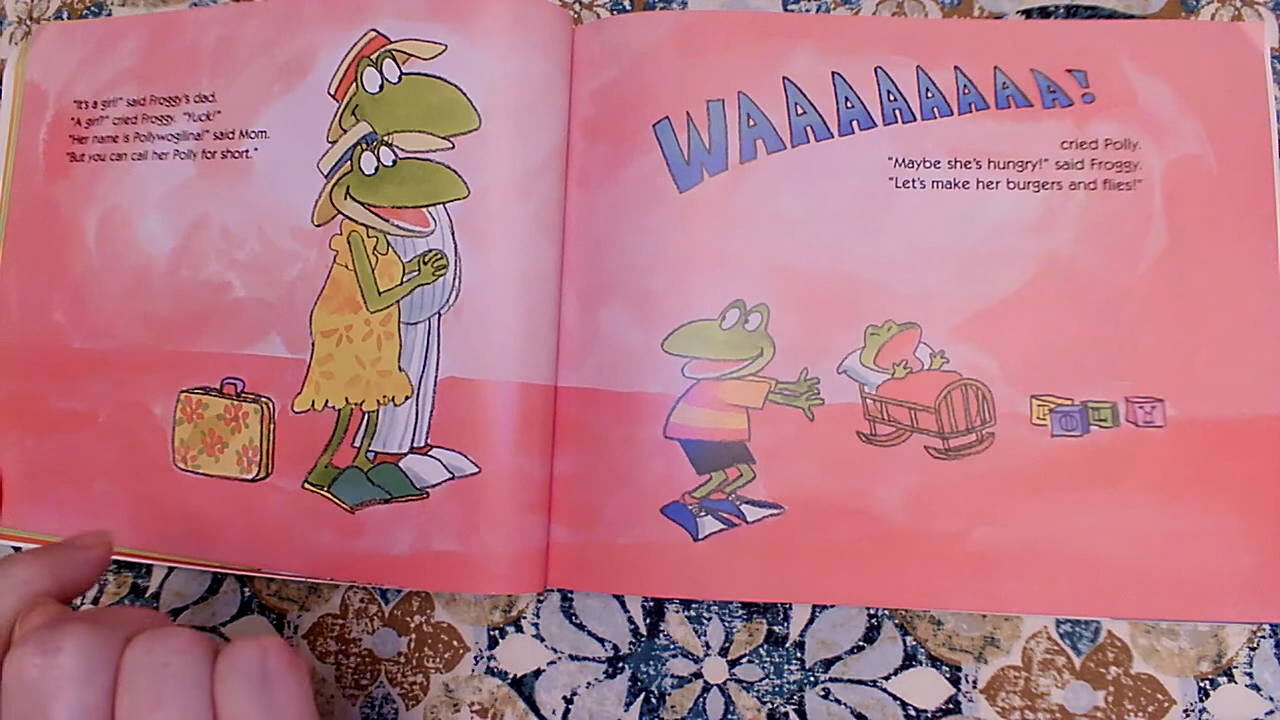 "It's a girl!" said Froggy's dad.
"A girl?" cried Froggy. "Yuck!"
"Her name is Pollywogilina!" said Mom.
"But you can call her Polly for short."
WAAAAAAAA!
cried Polly.
"Maybe she's hungry!" said Froggy.
"Let's make her burgers and flies!"